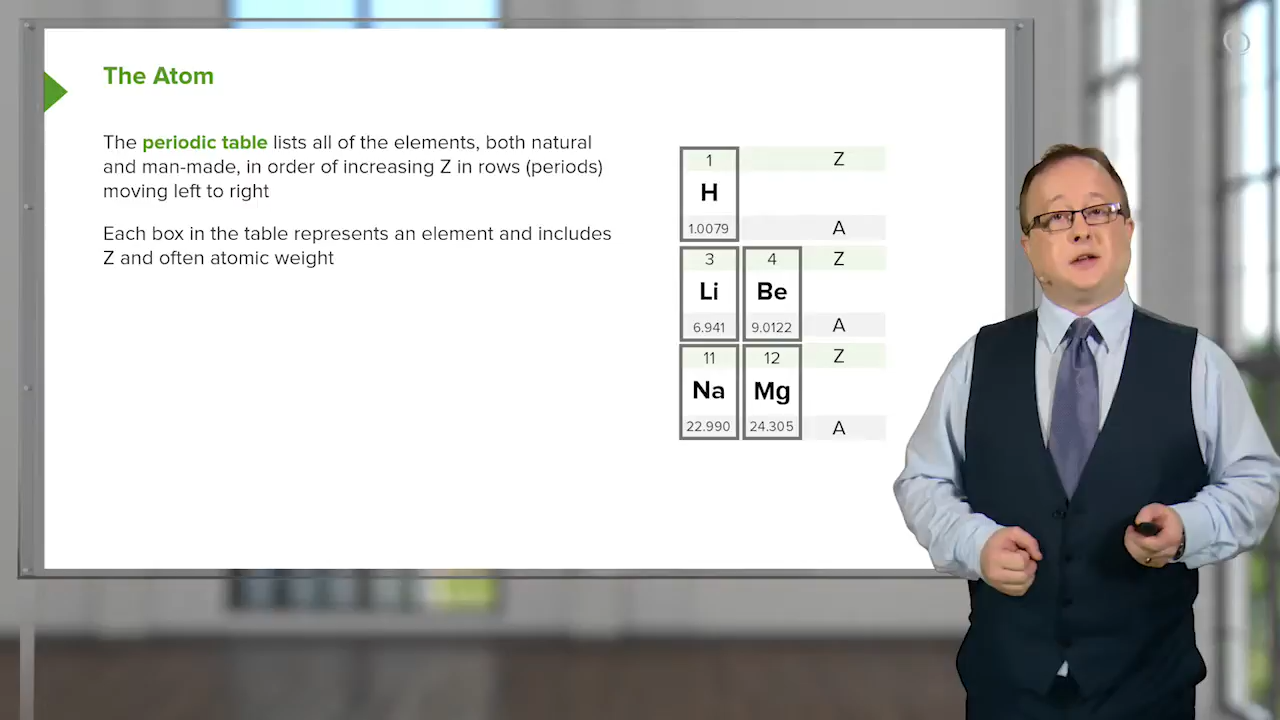 The Atom
The periodic table lists all of the elements, both natural
and man-made, in order of increasing Z in rows (periods)
moving left to right
Each box in the table represents an element and includes
Z and often atomic weight
1 Z
H
1.0079 A
3 4 Z
Li Be
6.941 9.0122 A
11 12 Z
Na Mg
22.990 24.305 A